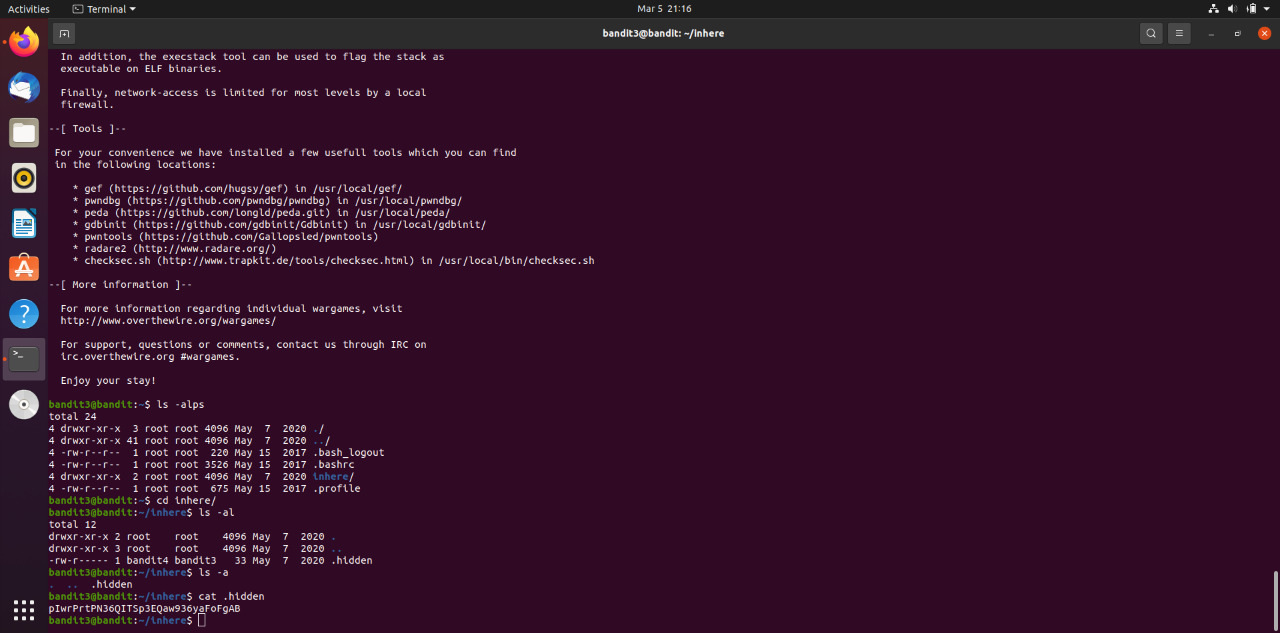 Activities Terminal Mar 5 21:16
bandit3@bandit: ~/inhere
In addition, the execstack tool can be used to flag the stack as
executable on ELF binaries.
Finally, network-access is limited for most levels by a local
firewall.
--[ Tools ]--
For your convenience we have installed a few usefull tools which you can find
in the following locations:
* gef (https://github.com/hugsy/gef) in /usr/local/gef/
* pwndbg (https://github.com/pwndbg/pwndbg) in /usr/local/pwndbg/
* peda (https://github.com/longld/peda.git) in /usr/local/peda/
* gdbinit (https://github.com/gdbinit/Gdbinit) in /usr/local/gdbinit/
* pwntools (https://github.com/Gallopsled/pwntools)
* radare2 (http://www.radare.org/)
* checksec.sh (http://www.trapkit.de/tools/checksec.html) in /usr/local/bin/checksec.sh
--[ More information ]--
For more information regarding individual wargames, visit
http://www.overthewire.org/wargames/
For support, questions or comments, contact us through IRC on
irc.overthewire.org #wargames.
Enjoy your stay!
bandit3@bandit:~$ ls -alps
total 24
4 drwxr-xr-x  3 root root 4096 May  7  2020 ./
4 drwxr-xr-x 41 root root 4096 May  7  2020 ../
4 -rw-r--r--  1 root root  220 May 15  2017 .bash_logout
4 -rw-r--r--  1 root root 3526 May 15  2017 .bashrc
4 drwxr-xr-x  2 root root 4096 May  7  2020 inhere/
4 -rw-r--r--  1 root root  675 May 15  2017 .profile
bandit3@bandit:~$ cd inhere/
bandit3@bandit:~/inhere$ ls -al
total 12
drwxr-xr-x 2 root    root    4096 May  7  2020 .
drwxr-xr-x 3 root    root    4096 May  7  2020 ..
-rw-r----- 1 bandit4 bandit3   33 May  7  2020 .hidden
bandit3@bandit:~/inhere$ ls -a
.  ..  .hidden
bandit3@bandit:~/inhere$ cat .hidden
pIwrPrtPN36QITSp3EQaw936yaFoFgAB
bandit3@bandit:~/inhere$